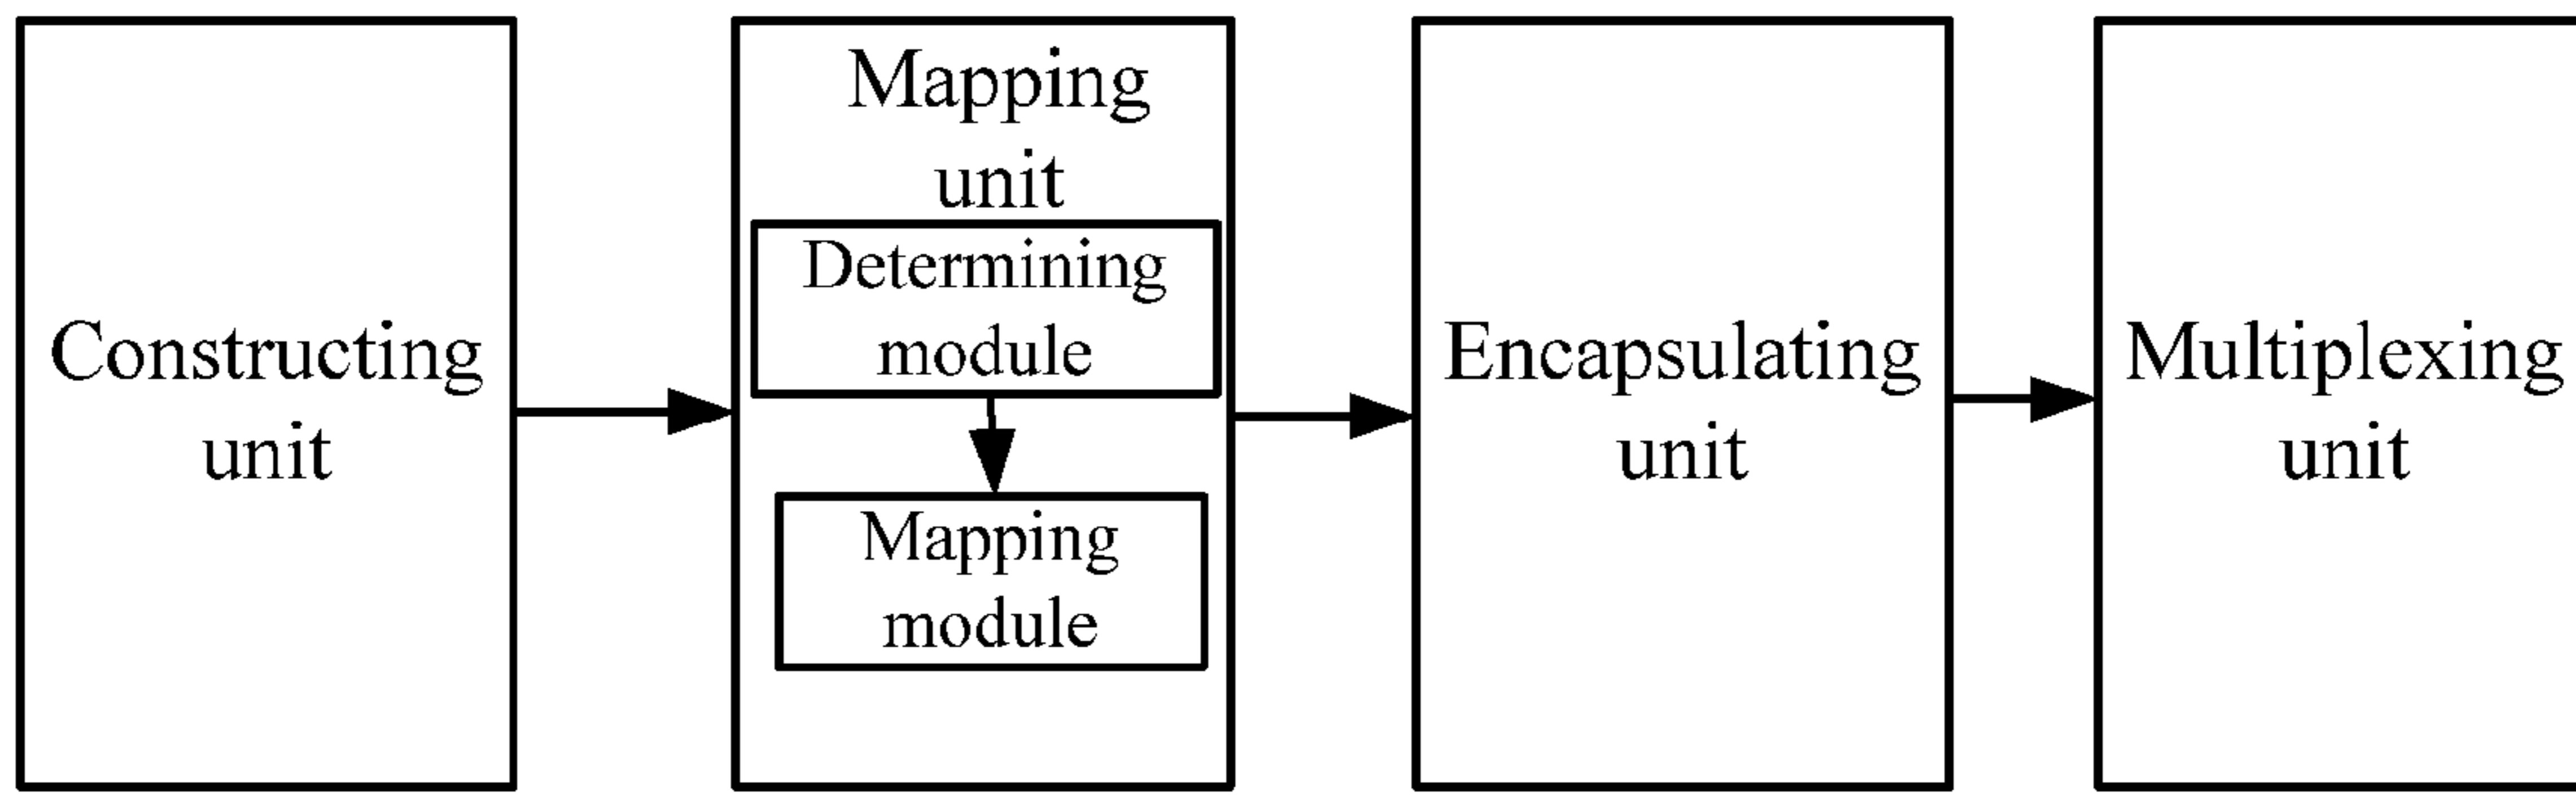 Constructing
unit
Mapping
unit
Determining
module
Mapping
module
Encapsulating
unit
Multiplexing
unit